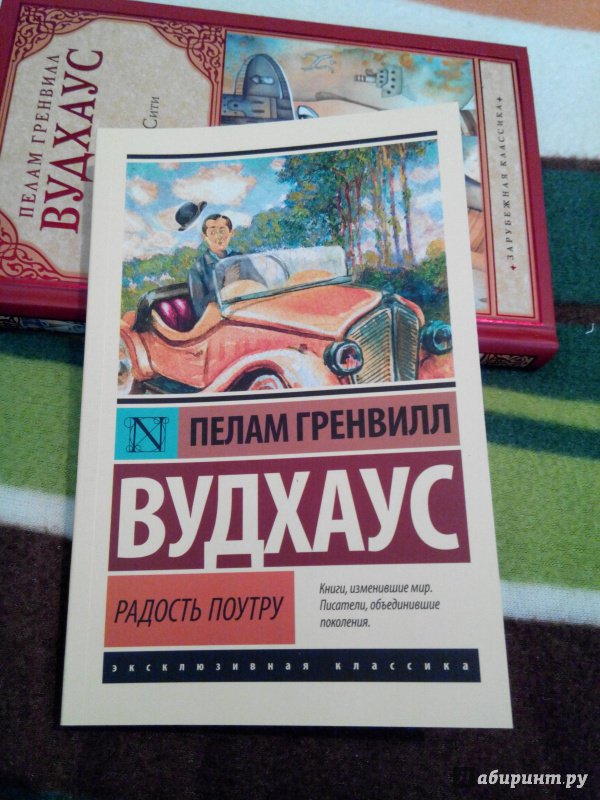 ПЕЛАМ ГРЕНВИЛЛ
ВУДХАУС
Сити
• ЗАРУБЕЖНАЯ КЛАССИКА •
N
ПЕЛАМ ГРЕНВИЛЛ
ВУДХАУС
РАДОСТЬ ПОУТРУ
Книги, изменившие мир.
Писатели, объединившие
поколения.
эксклюзивная классика
Лабиринт.ру